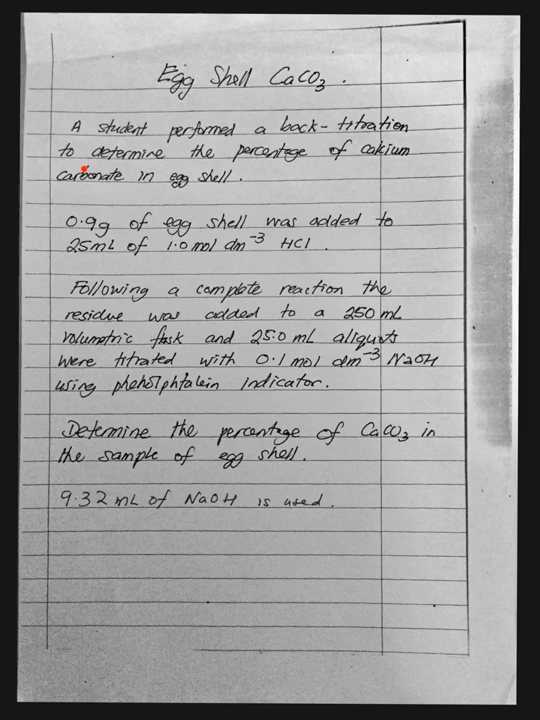 Egg Shell CaCO₃.
A student performed a back-titration
to determine the percentage of calcium
carbonate in egg shell.
0.9g of egg shell was added to
25mL of 1.0 mol dm⁻³ HCl.
Following a complete reaction the
residue was added to a 250 mL
volumetric flask and 25.0 mL aliquots
were titrated with 0.1 mol dm⁻³ NaOH
using phenolphtalein indicator.
Determine the percentage of CaCO₃ in
the sample of egg shell.
9.32 mL of NaOH is used.